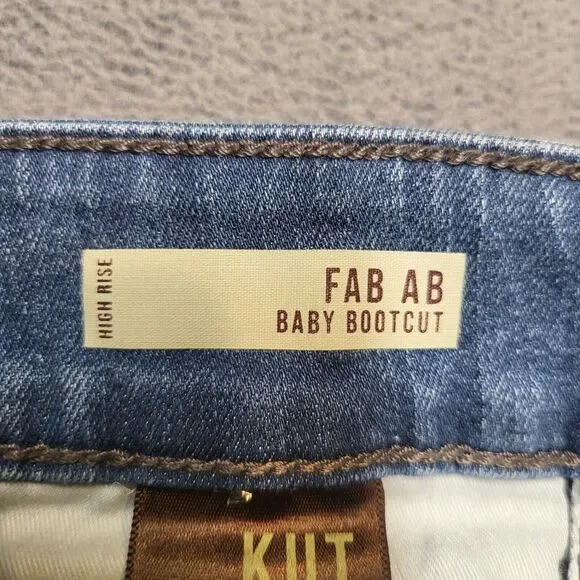 HIGH RISE
FAB AB
BABY BOOTCUT
KUT